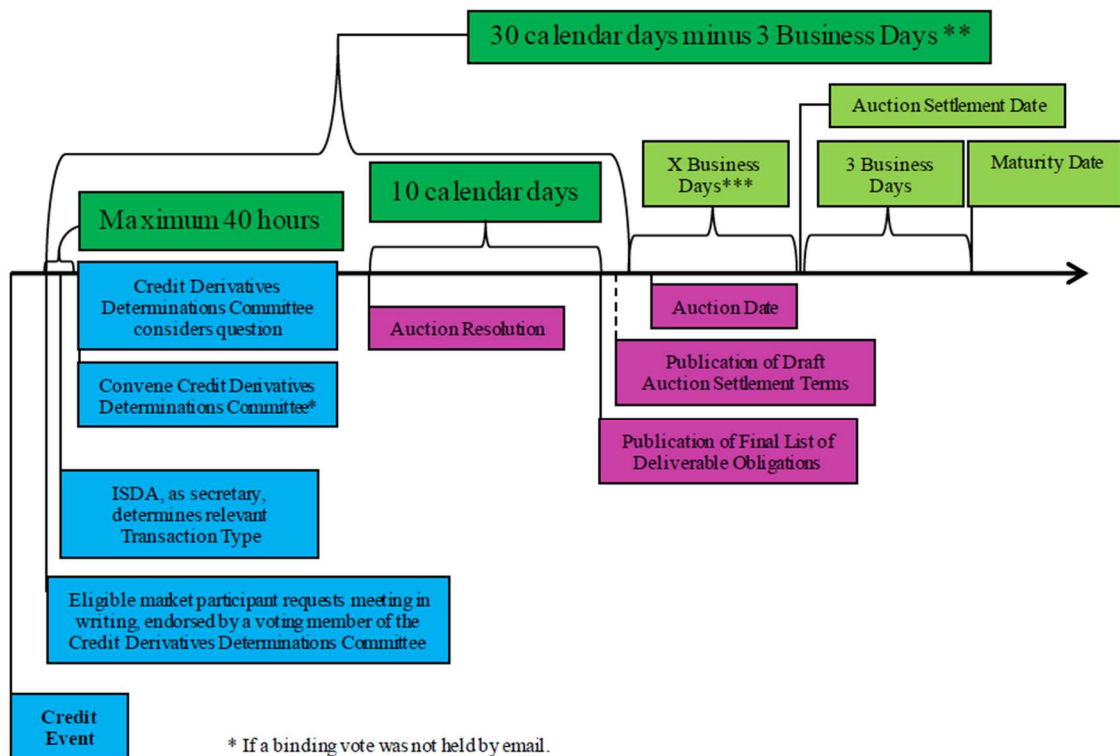 30 calendar days minus 3 Business Days **
Auction Settlement Date
X Business
Days***
3 Business
Days
Maturity Date
10 calendar days
Maximum 40 hours
Credit Derivatives
Determinations Committee
considers question
Auction Resolution
Auction Date
Convene Credit Derivatives
Determinations Committee*
Publication of Draft
Auction Settlement Terms
Publication of Final List of
Deliverable Obligations
ISDA, as secretary,
determines relevant
Transaction Type
Eligible market participant requests meeting in
writing, endorsed by a voting member of the
Credit Derivatives Determinations Committee
Credit
Event
* If a binding vote was not held by email.